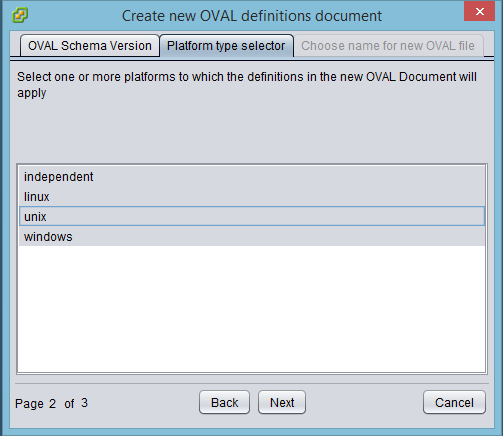 Create new OVAL definitions document
OVAL Schema Version Platform type selector Choose name for new OVAL file
Select one or more platforms to which the definitions in the new OVAL Document will
apply
independent
linux
unix
windows
Page 2 of 3 Back Next Cancel